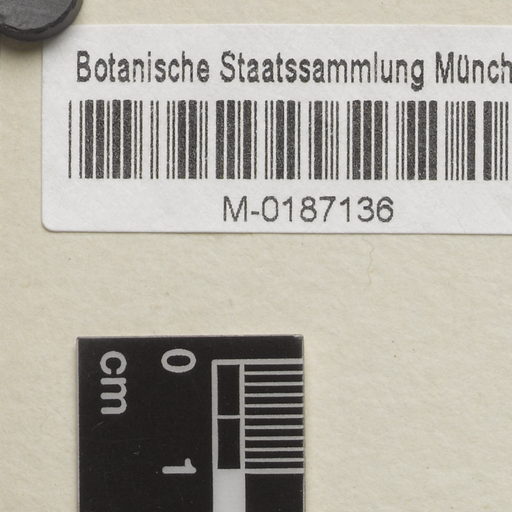 Botanische Staatssammlung Münch
M-0187136
0
cm
1